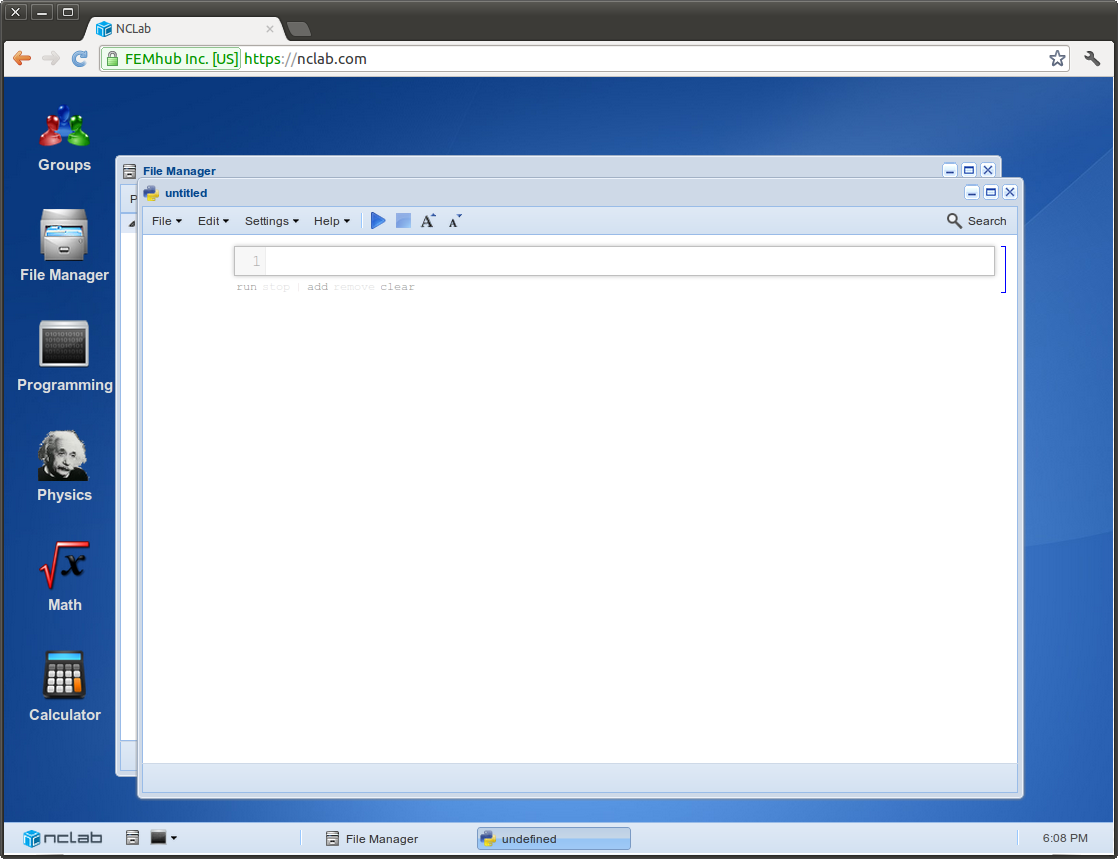 NCLab
FEMhub Inc. [US] https://nclab.com
Groups
File Manager
Programming
Physics
Math
Calculator
File Manager
P
untitled
File Edit Settings Help A A Search
1
run stop | add remove clear
nclab File Manager undefined 6:08 PM